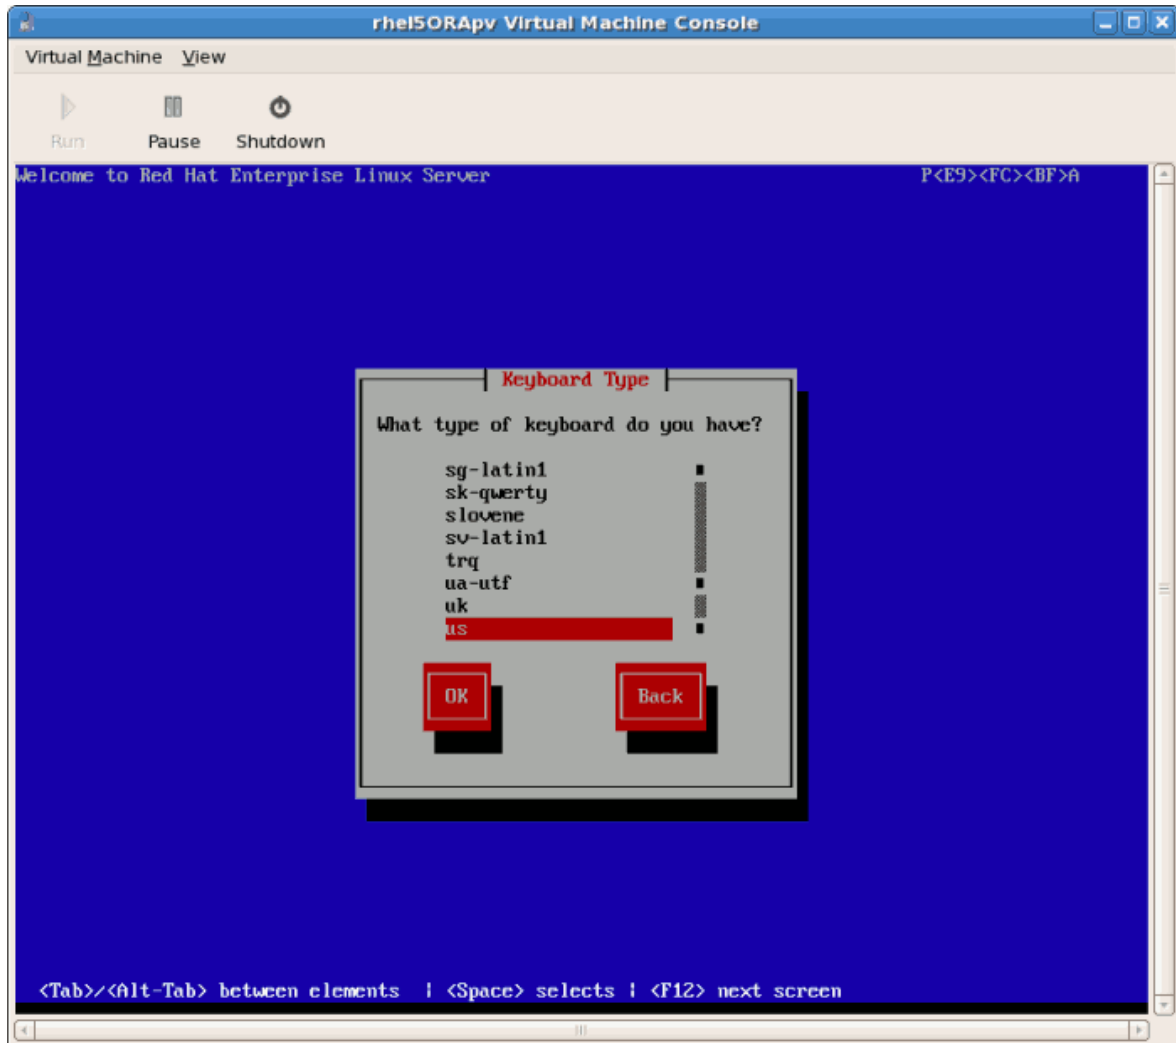 rhel5ORApv Virtual Machine Console
Virtual Machine View
Run Pause Shutdown
Welcome to Red Hat Enterprise Linux Server P<E9><FC><BF>A
Keyboard Type
What type of keyboard do you have?
sg-latin1
sk-qwerty
slovene
sv-latin1
trq
ua-utf
uk
us
OK Back
<Tab>/<Alt-Tab> between elements | <Space> selects | <F12> next screen